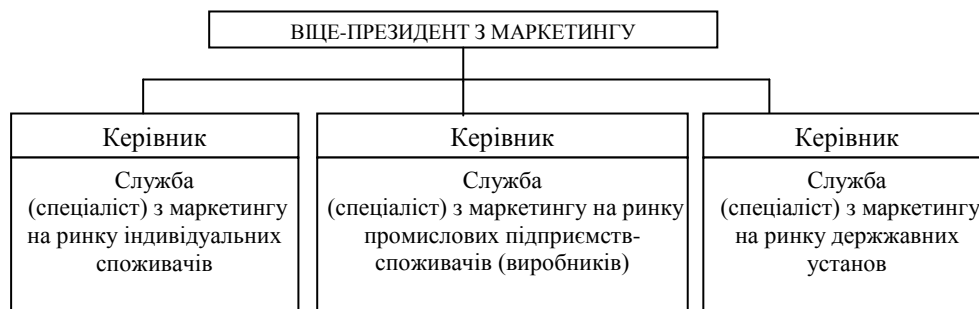 ВІЦЕ-ПРЕЗИДЕНТ З МАРКЕТИНГУ
Керівник
Служба
(спеціаліст) з маркетингу
на ринку індивідуальних
споживачів
Керівник
Служба
(спеціаліст) з маркетингу на ринку
промислових підприємств-
споживачів (виробників)
Керівник
Служба
(спеціаліст) з маркетингу
на ринку держжавних
установ